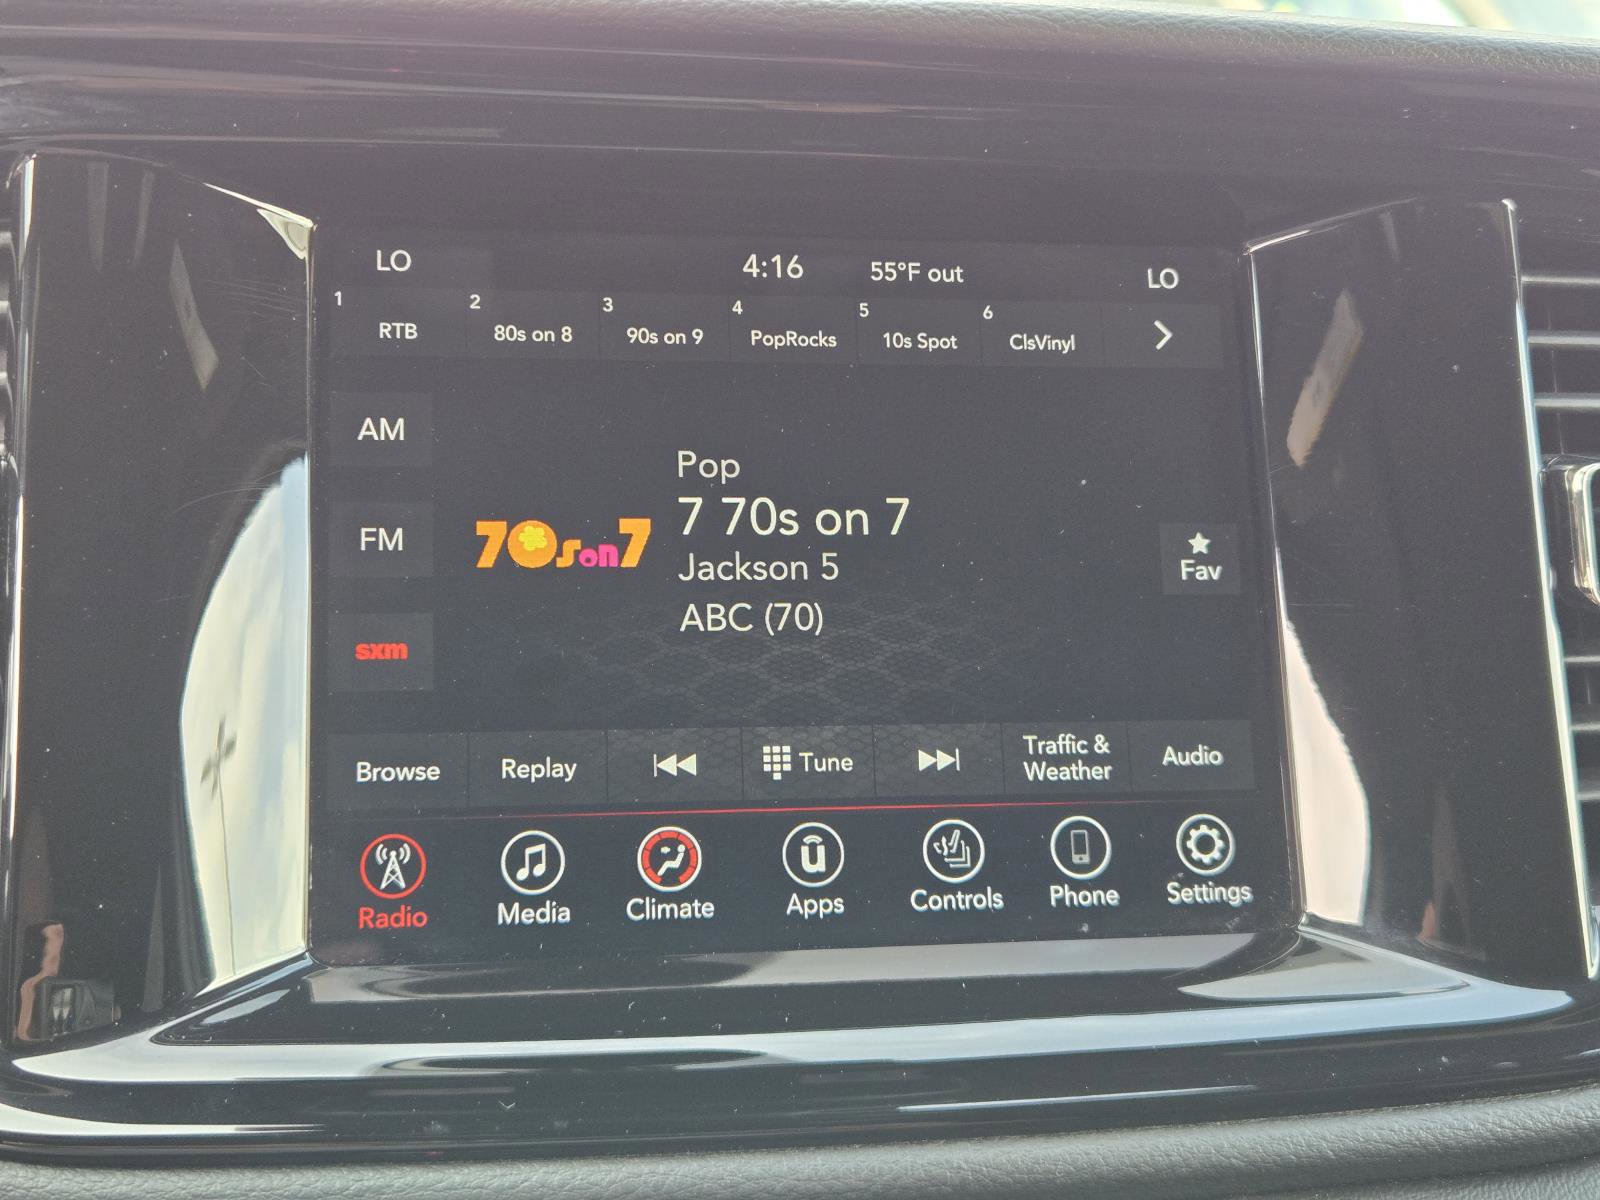 LO 4:16 55°F out LO
1 RTB 2 80s on 8 3 90s on 9 4 PopRocks 5 10s Spot 6 ClsVinyl
AM
FM
sxm
70s on 7
Pop
7 70s on 7
Jackson 5
ABC (70)
Fav
Browse Replay Tune Traffic & Weather Audio
Radio Media Climate Apps Controls Phone Settings